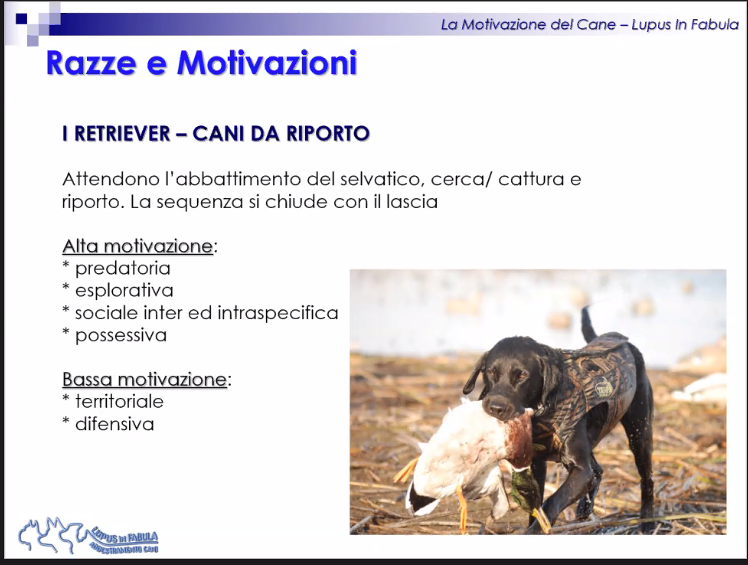 La Motivazione del Cane – Lupus In Fabula
Razze e Motivazioni
I RETRIEVER – CANI DA RIPORTO
Attendono l'abbattimento del selvatico, cerca/ cattura e
riporto. La sequenza si chiude con il lascia
Alta motivazione:
* predatoria
* esplorativa
* sociale inter ed intraspecifica
* possessiva
Bassa motivazione:
* territoriale
* difensiva
LUPUS IN FABULA
ADDESTRAMENTO CANI